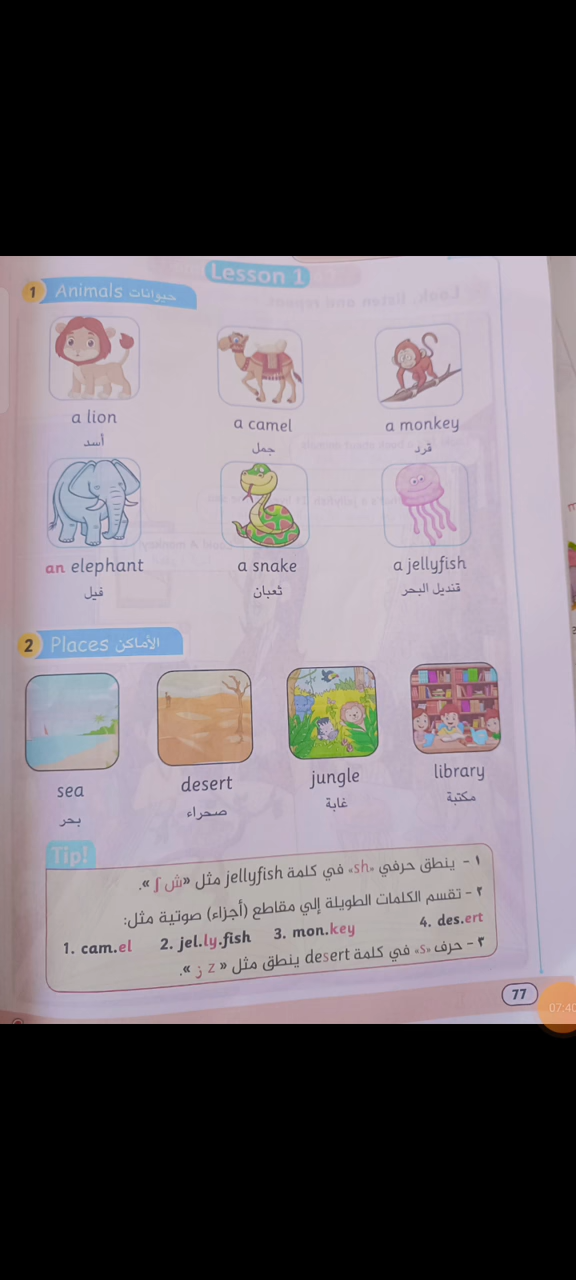 Lesson 1
1 Animals حيوانات
a lion
a camel
a monkey
أسد
جمل
قرد
an elephant
a snake
a jellyfish
فيل
ثعبان
قنديل البحر
2 Places الأماكن
sea
desert
jungle
library
بحر
صحراء
غابة
مكتبة
Tip!
١ - ينطق حرفي «sh» في كلمة jellyfish مثل «ش ʃ».
٢ - تقسم الكلمات الطويلة إلي مقاطع (أجزاء) صوتية مثل:
1. cam.el 2. jel.ly.fish 3. mon.key 4. des.ert
٣ - حرف «s» في كلمة desert ينطق مثل « z ز ».
77